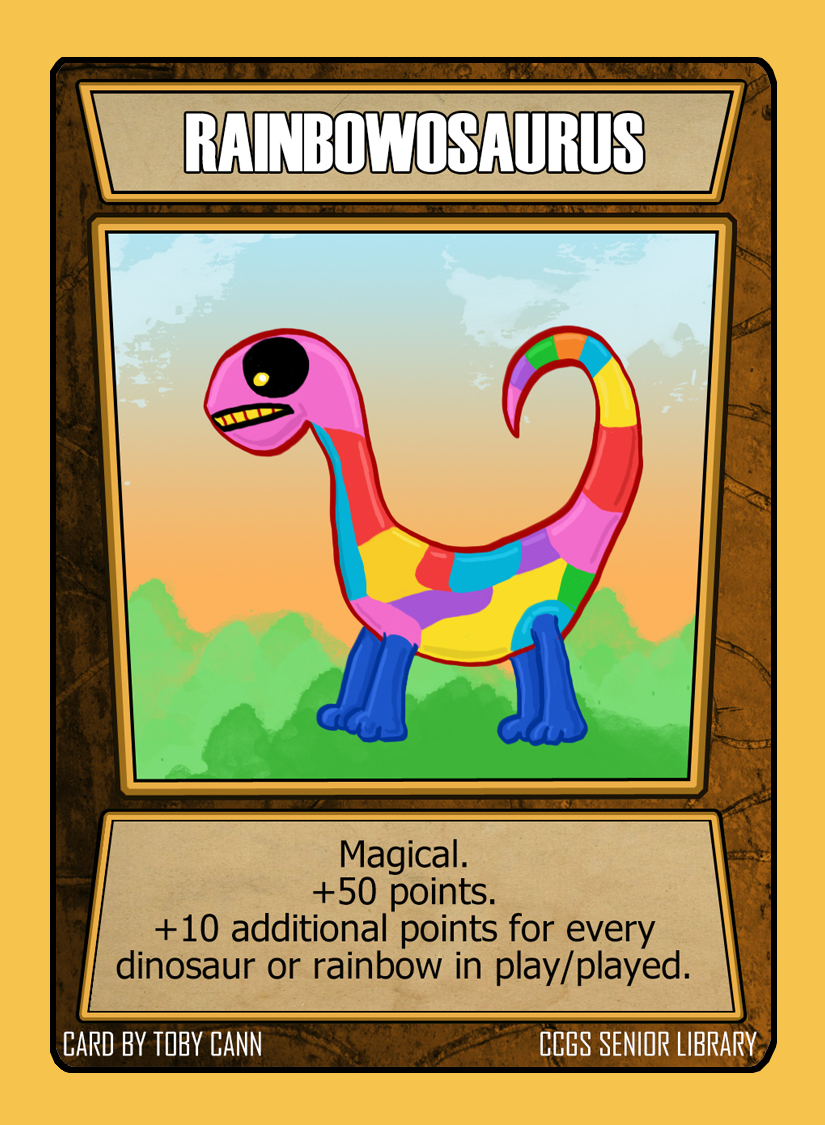 RAINBOWOSAURUS
Magical.
+50 points.
+10 additional points for every
dinosaur or rainbow in play/played.
CARD BY TOBY CANN
CCGS SENIOR LIBRARY